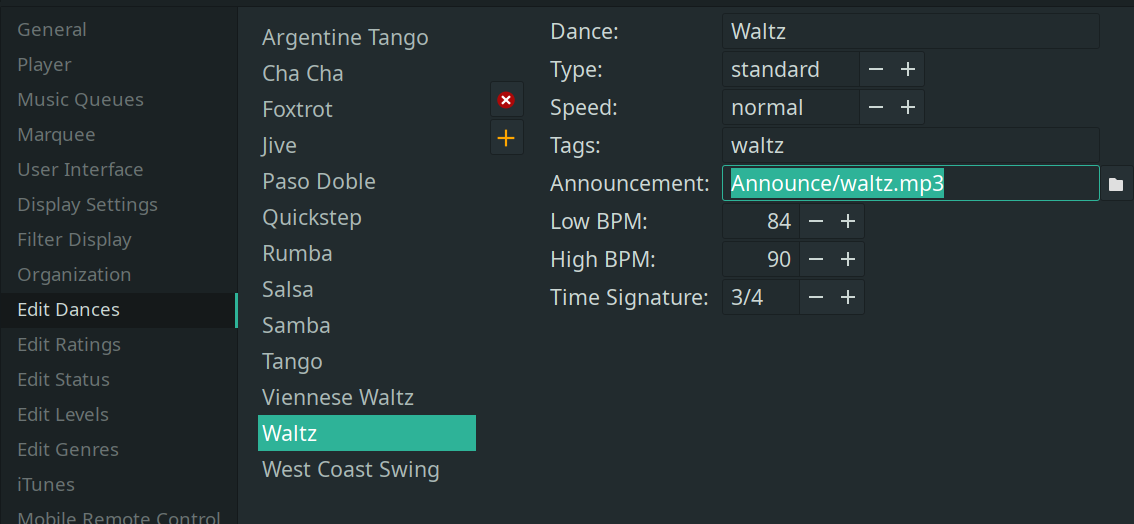 General
Player
Music Queues
Marquee
User Interface
Display Settings
Filter Display
Organization
Edit Dances
Edit Ratings
Edit Status
Edit Levels
Edit Genres
iTunes
Mobile Remote Control
Argentine Tango
Cha Cha
Foxtrot
Jive
Paso Doble
Quickstep
Rumba
Salsa
Samba
Tango
Viennese Waltz
Waltz
West Coast Swing
Dance: Waltz
Type: standard
Speed: normal
Tags: waltz
Announcement: Announce/waltz.mp3
Low BPM: 84
High BPM: 90
Time Signature: 3/4